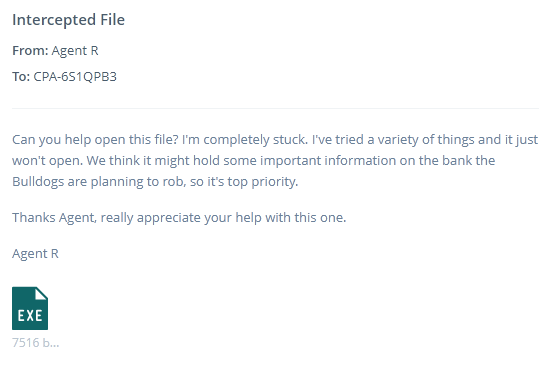 Intercepted File
From: Agent R
To: CPA-6S1QPB3
Can you help open this file? I'm completely stuck. I've tried a variety of things and it just
won't open. We think it might hold some important information on the bank the
Bulldogs are planning to rob, so it's top priority.
Thanks Agent, really appreciate your help with this one.
Agent R
EXE
7516 b...